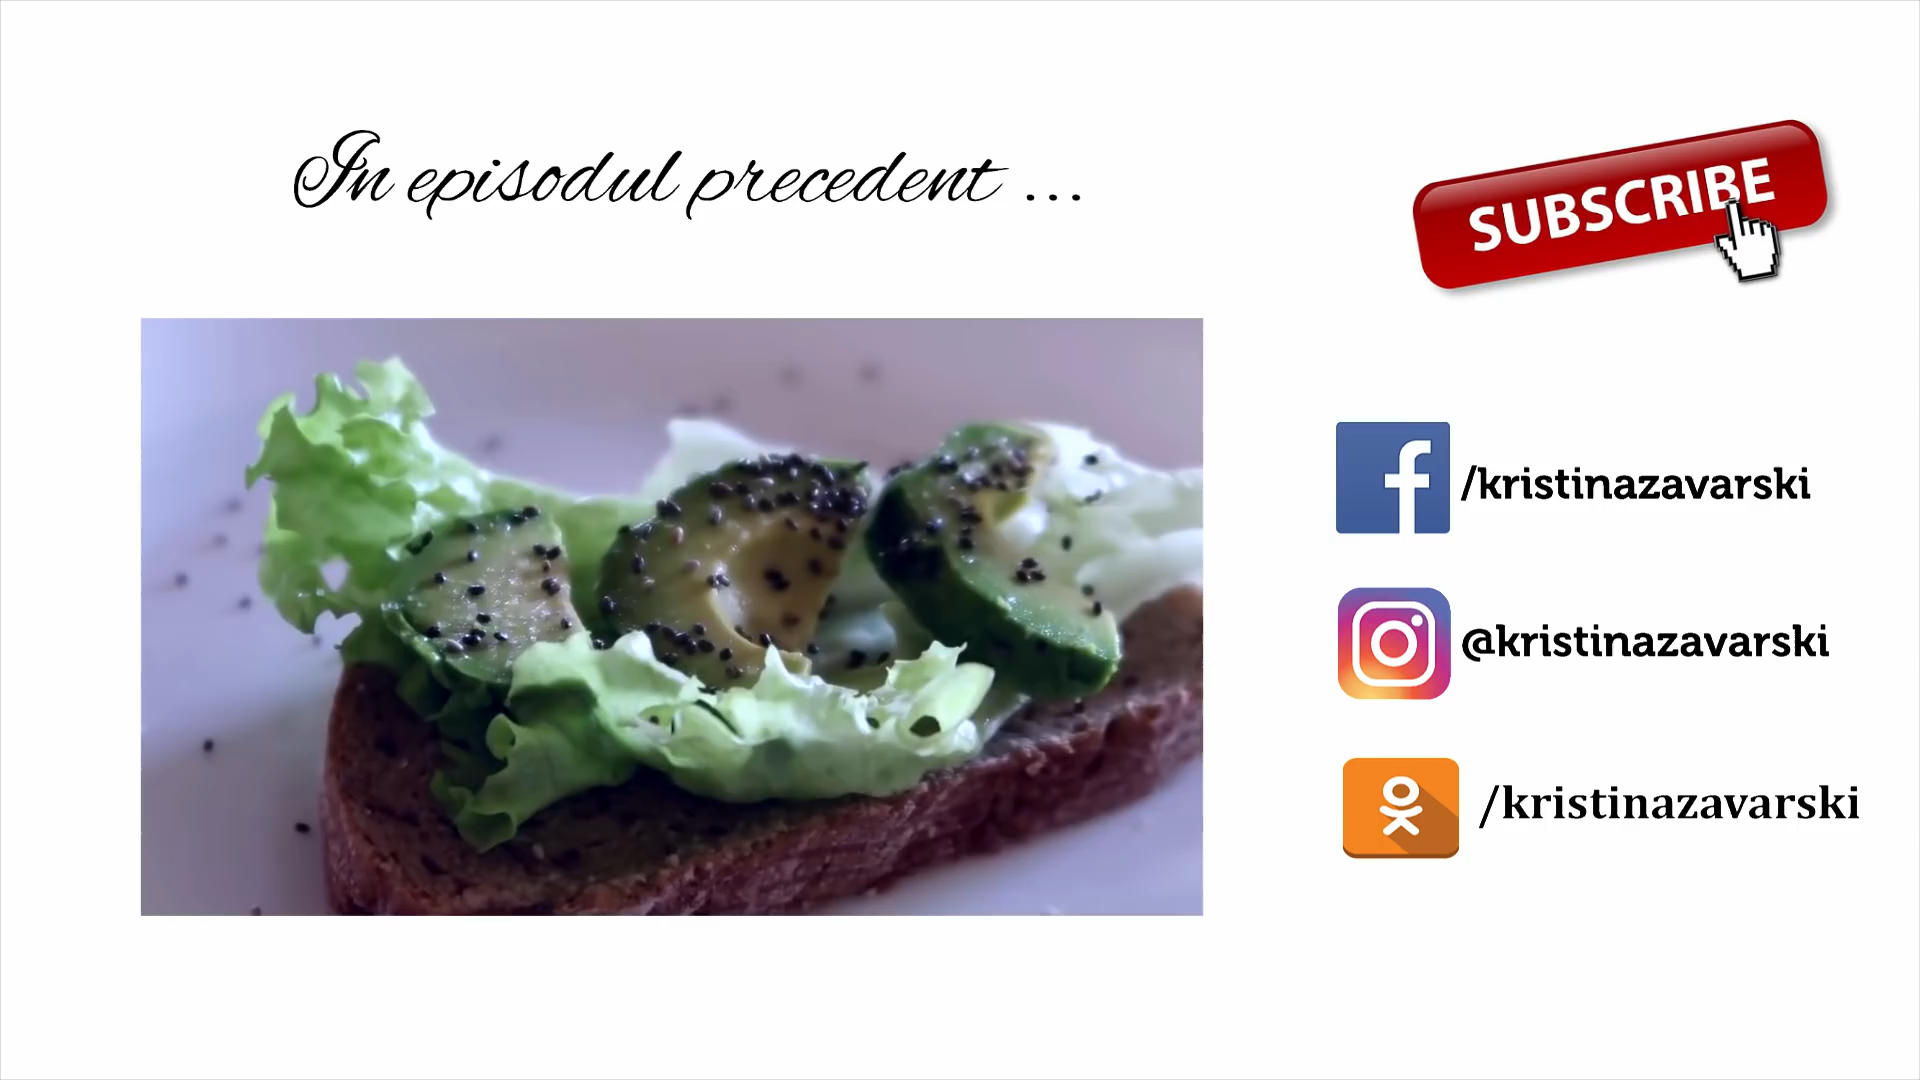 In episodul precedent ...
SUBSCRIBE
/kristinazavarski
@kristinazavarski
/kristinazavarski